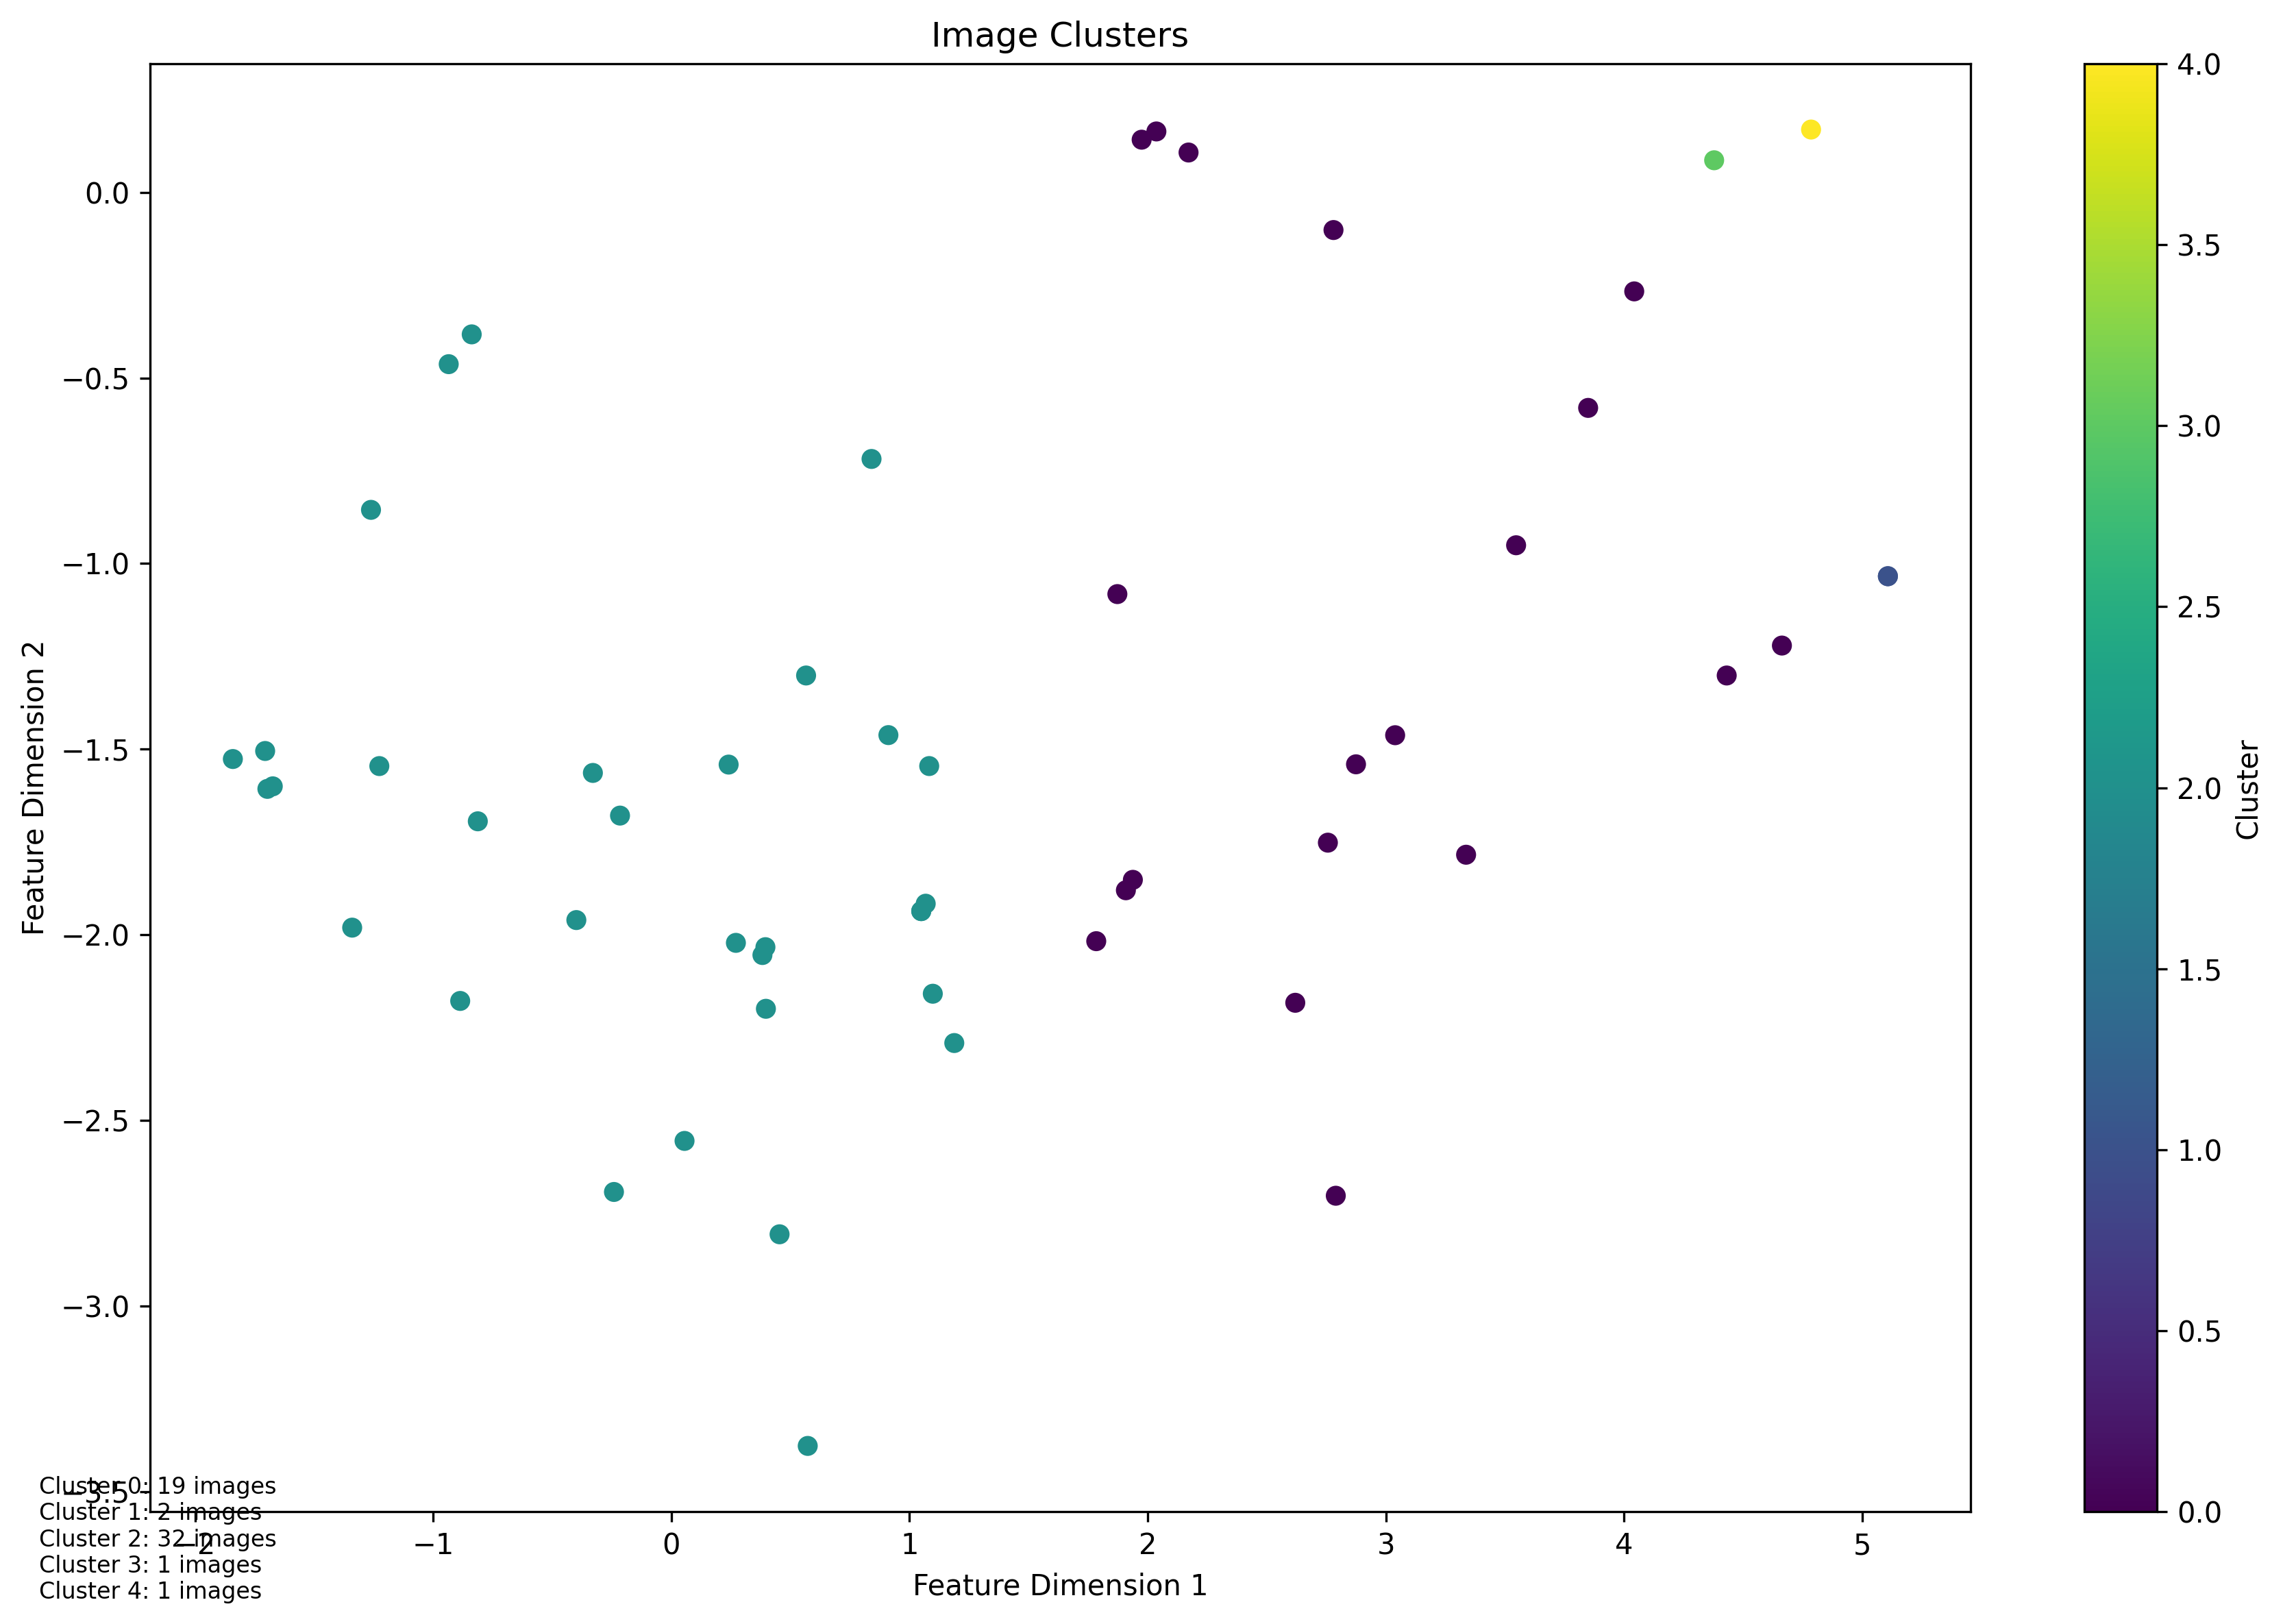 Image Clusters
0.0
−0.5
−1.0
−1.5
−2.0
−2.5
−3.0
−3.5
Feature Dimension 2
−2
−1
0
1
2
3
4
5
Feature Dimension 1
Cluster 0: 19 images
Cluster 1: 2 images
Cluster 2: 32 images
Cluster 3: 1 images
Cluster 4: 1 images
4.0
3.5
3.0
2.5
2.0
1.5
1.0
0.5
0.0
Cluster